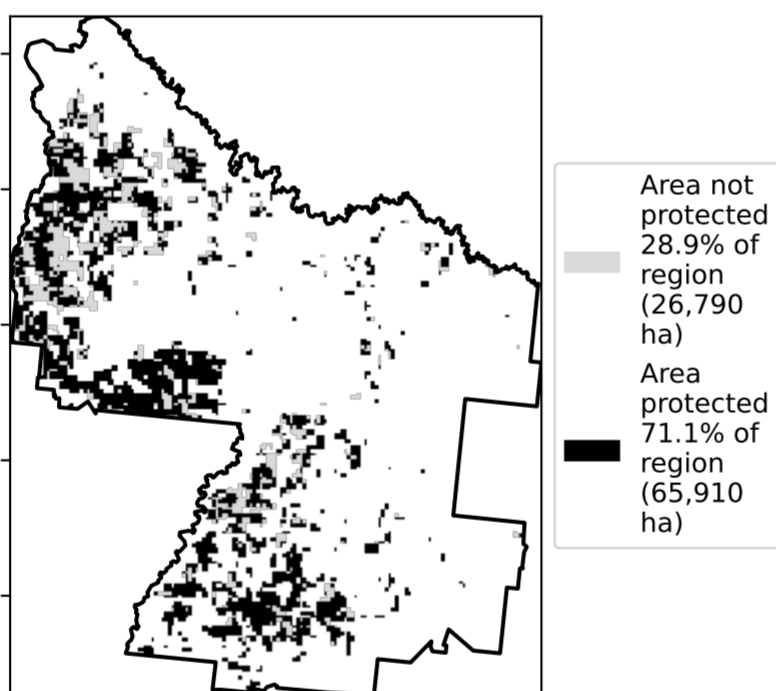 Area not
protected
28.9% of
region
(26,790
ha)
Area
protected
71.1% of
region
(65,910
ha)